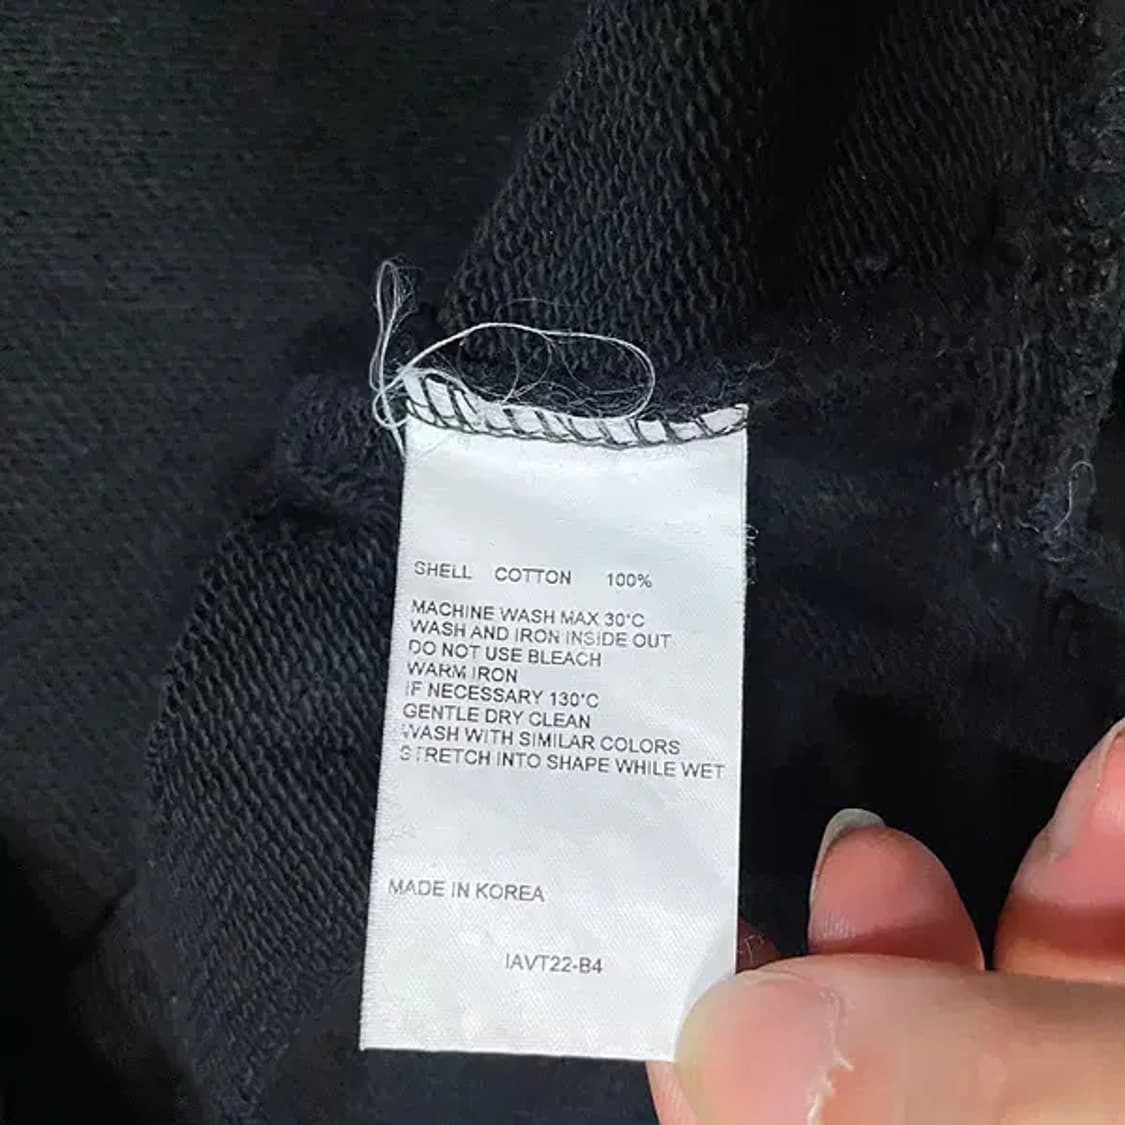 SHELL COTTON 100%
MACHINE WASH MAX 30°C
WASH AND IRON INSIDE OUT
DO NOT USE BLEACH
WARM IRON
IF NECESSARY 130°C
GENTLE DRY CLEAN
WASH WITH SIMILAR COLORS
STRETCH INTO SHAPE WHILE WET
MADE IN KOREA
IAVT22-B4